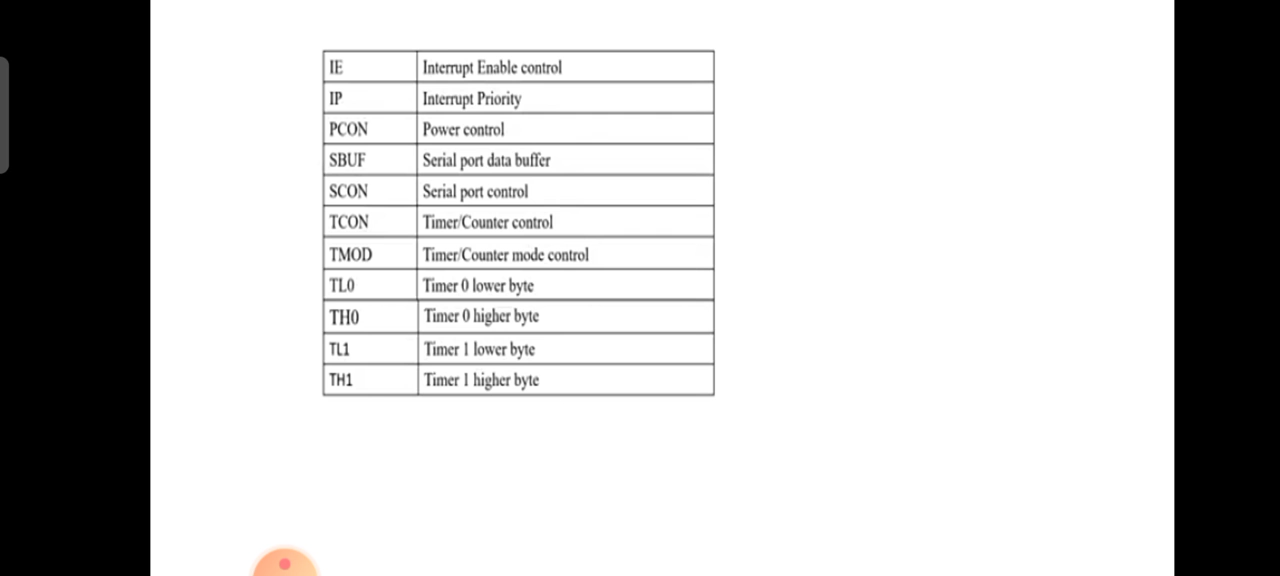 IE Interrupt Enable control
IP Interrupt Priority
PCON Power control
SBUF Serial port data buffer
SCON Serial port control
TCON Timer/Counter control
TMOD Timer/Counter mode control
TL0 Timer 0 lower byte
TH0 Timer 0 higher byte
TL1 Timer 1 lower byte
TH1 Timer 1 higher byte